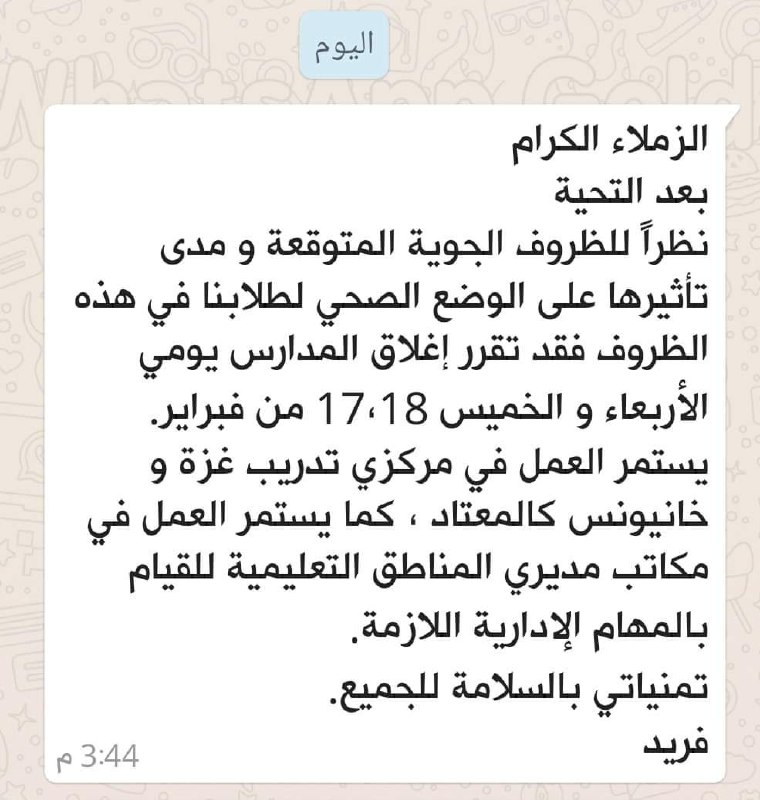 اليوم
الزملاء الكرام
بعد التحية
نظراً للظروف الجوية المتوقعة و مدى
تأثيرها على الوضع الصحي لطلابنا في هذه
الظروف فقد تقرر إغلاق المدارس يومي
الأربعاء و الخميس 17،18 من فبراير.
يستمر العمل في مركزي تدريب غزة و
خانيونس كالمعتاد ، كما يستمر العمل في
مكاتب مديري المناطق التعليمية للقيام
بالمهام الإدارية اللازمة.
تمنياتي بالسلامة للجميع.
فريد
3:44 م